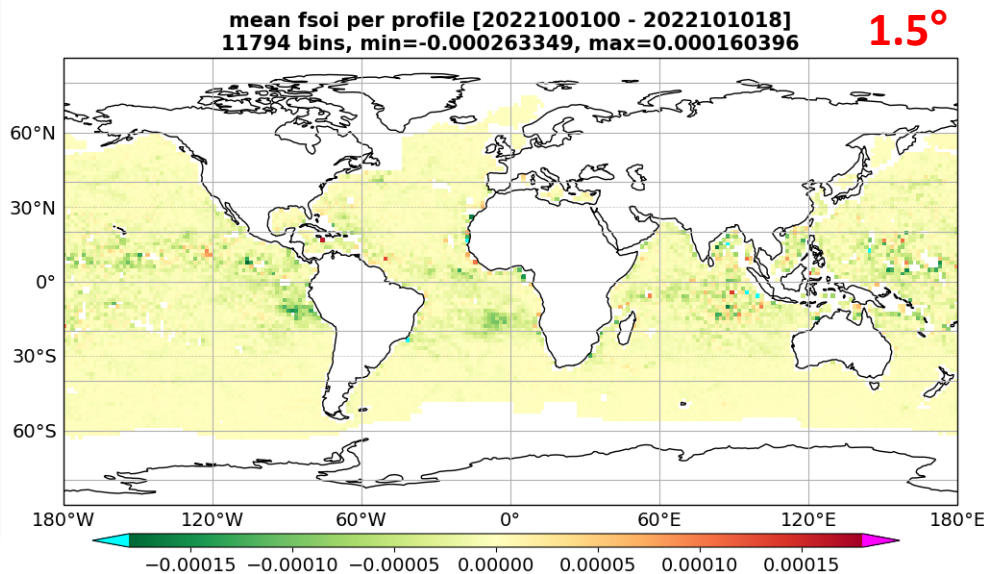 mean fsoi per profile [2022100100 - 2022101018]
11794 bins, min=-0.000263349, max=0.000160396
1.5°
60°N
30°N
0°
30°S
60°S
180°W 120°W 60°W 0° 60°E 120°E 180°E
−0.00015 −0.00010 −0.00005 0.00000 0.00005 0.00010 0.00015